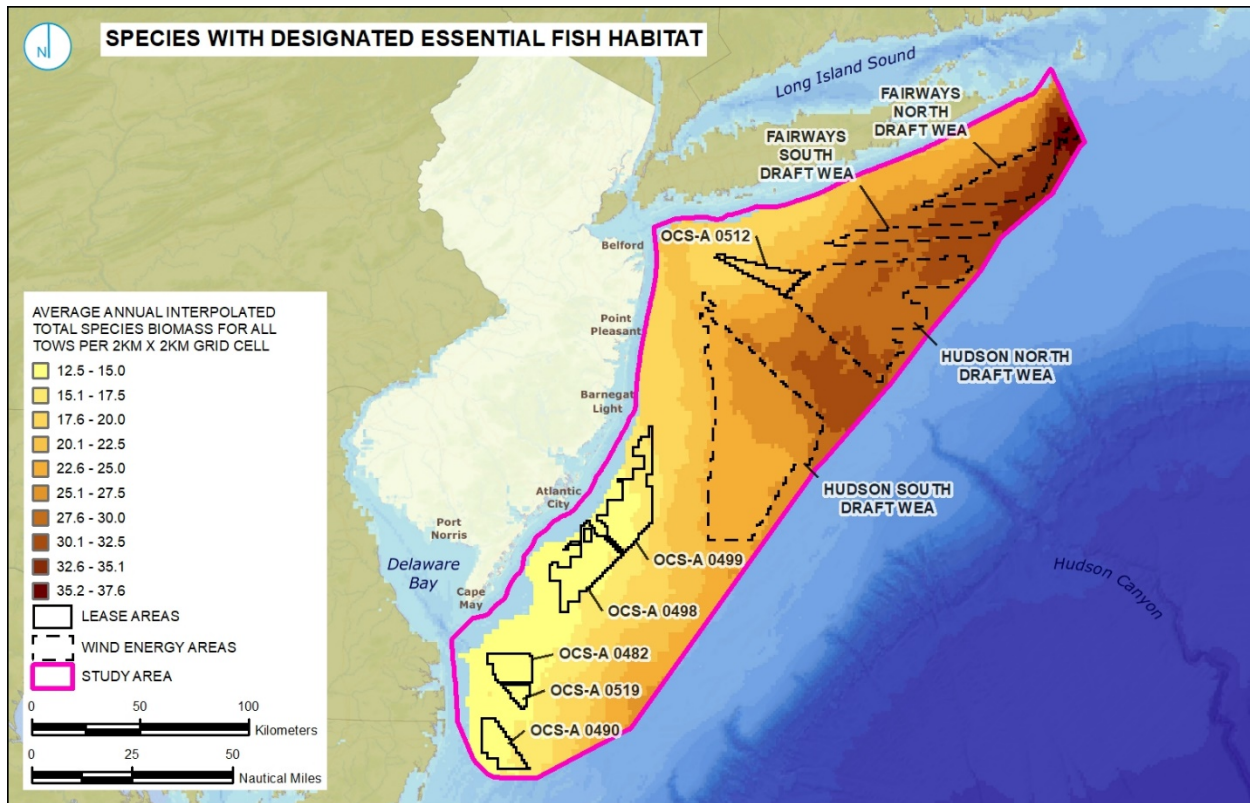 N
SPECIES WITH DESIGNATED ESSENTIAL FISH HABITAT
Long Island Sound
FAIRWAYS
NORTH
DRAFT WEA
FAIRWAYS
SOUTH
DRAFT WEA
OCS-A 0512
Belford
Point
Pleasant
Barnegat
Light
HUDSON NORTH
DRAFT WEA
HUDSON SOUTH
DRAFT WEA
Atlantic
City
Port
Norris
Delaware
Bay
Cape
May
OCS-A 0499
OCS-A 0498
OCS-A 0482
OCS-A 0519
OCS-A 0490
Hudson Canyon
AVERAGE ANNUAL INTERPOLATED
TOTAL SPECIES BIOMASS FOR ALL
TOWS PER 2KM X 2KM GRID CELL
12.5 - 15.0
15.1 - 17.5
17.6 - 20.0
20.1 - 22.5
22.6 - 25.0
25.1 - 27.5
27.6 - 30.0
30.1 - 32.5
32.6 - 35.1
35.2 - 37.6
LEASE AREAS
WIND ENERGY AREAS
STUDY AREA
0 50 100
Kilometers
0 25 50
Nautical Miles